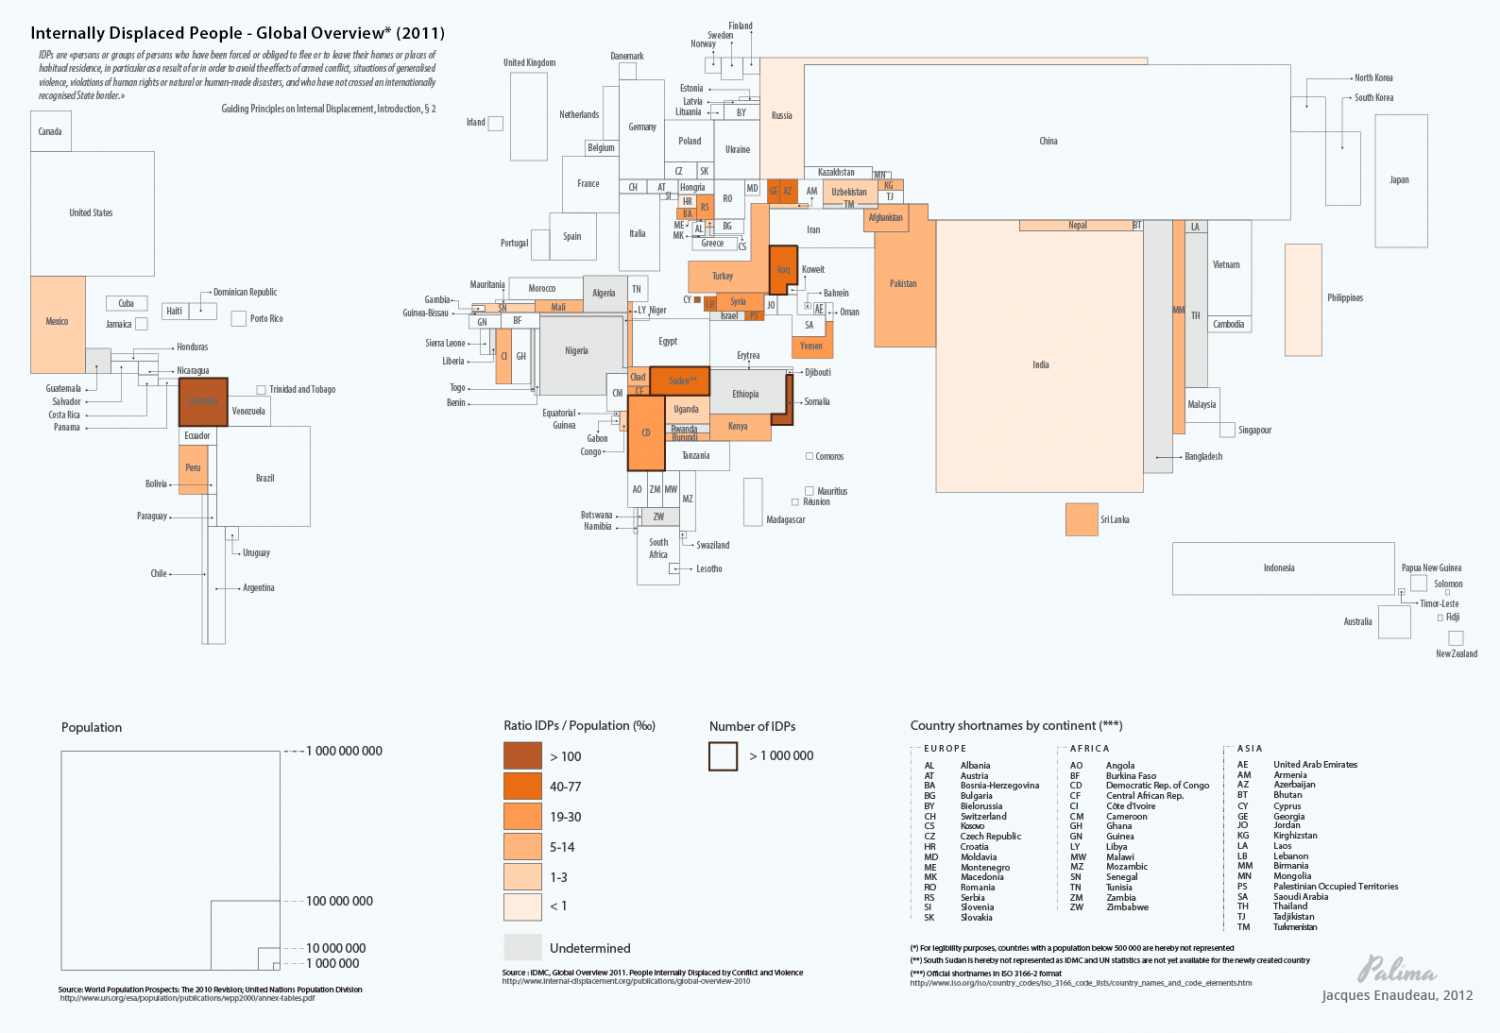 Internally Displaced People - Global Overview* (2011)
IDPs are «persons or groups of persons who have been forced or obliged to flee or to leave their homes or places of
habitual residence, in particular as a result of or in order to avoid the effects of armed conflict, situations of generalised
violence, violations of human rights or natural or human-made disasters, and who have not crossed an internationally
recognised State border.»
Guiding Principles on Internal Displacement, Introduction, § 2
Canada
United States
Mexico
Cuba
Haiti
Dominican Republic
Jamaica
Porto Rico
Honduras
Nicaragua
Guatemala
Salvador
Costa Rica
Panama
Colombia
Trinidad and Tobago
Venezuela
Ecuador
Peru
Brazil
Bolivia
Paraguay
Uruguay
Chile
Argentina
Finland
Sweden
Norway
Danemark
United Kingdom
Irland
Netherlands
Belgium
Germany
Estonia
Latvia
Lituania
BY
Poland
Ukraine
CZ
SK
France
CH
AT
Hongria
SI
HR
RS
BA
RO
MD
ME
MK
AL
BG
Greece
CS
Italia
Spain
Portugal
Russia
China
North Korea
South Korea
Japan
Kazakhstan
MN
GE
AZ
AM
Uzbekistan
KG
TJ
TM
Afghanistan
Iran
Turkey
Iraq
Koweit
Bahrein
CY
LB
Syria
JO
Israel
PS
AE
Oman
SA
Yemen
Pakistan
Nepal
BT
India
MM
LA
TH
Vietnam
Cambodia
Philippines
Malaysia
Singapour
Bangladesh
Sri Lanka
Indonesia
Papua New Guinea
Solomon
Timor-Leste
Fidji
Australia
New Zealand
Mauritania
Morocco
Algeria
TN
Gambia
SN
Mali
LY
Niger
Guinea-Bissau
GN
BF
Egypt
Sierra Leone
Liberia
CI
GH
Nigeria
Togo
Benin
Erytrea
Djibouti
Chad
Sudan**
CF
Ethiopia
Somalia
CM
Equatorial
Guinea
Gabon
Congo
CD
Uganda
Rwanda
Burundi
Kenya
Tanzania
Comoros
AO
ZM
MW
MZ
Mauritius
Réunion
Madagascar
Botswana
Namibia
ZW
South
Africa
Swaziland
Lesotho
Population
1 000 000 000
100 000 000
10 000 000
1 000 000
Source: World Population Prospects: The 2010 Revision; United Nations Population Division
http://www.un.org/esa/population/publications/wpp2000/annex-tables.pdf
Ratio IDPs / Population (‰)
> 100
40-77
19-30
5-14
1-3
< 1
Undetermined
Source : IDMC, Global Overview 2011. People Internally Displaced by Conflict and Violence
http://www.internal-displacement.org/publications/global-overview-2010
Number of IDPs
> 1 000 000
Country shortnames by continent (***)
EUROPE
AL Albania
AT Austria
BA Bosnia-Herzegovina
BG Bulgaria
BY Bielorussia
CH Switzerland
CS Kosovo
CZ Czech Republic
HR Croatia
MD Moldavia
ME Montenegro
MK Macedonia
RO Romania
RS Serbia
SI Slovenia
SK Slovakia
AFRICA
AO Angola
BF Burkina Faso
CD Democratic Rep. of Congo
CF Central African Rep.
CI Côte d'Ivoire
CM Cameroon
GH Ghana
GN Guinea
LY Libya
MW Malawi
MZ Mozambic
SN Senegal
TN Tunisia
ZM Zambia
ZW Zimbabwe
ASIA
AE United Arab Emirates
AM Armenia
AZ Azerbaijan
BT Bhutan
CY Cyprus
GE Georgia
JO Jordan
KG Kirghizstan
LA Laos
LB Lebanon
MM Birmania
MN Mongolia
PS Palestinian Occupied Territories
SA Saoudi Arabia
TH Thailand
TJ Tadjikistan
TM Turkmenistan
(*) For legibility purposes, countries with a population below 500 000 are hereby not represented
(**) South Sudan is hereby not represented as IDMC and UN statistics are not yet available for the newly created country
(***) Official shortnames in ISO 3166-2 format
http://www.iso.org/iso/country_codes/iso_3166_code_lists/country_names_and_code_elements.htm
Palima
Jacques Enaudeau, 2012